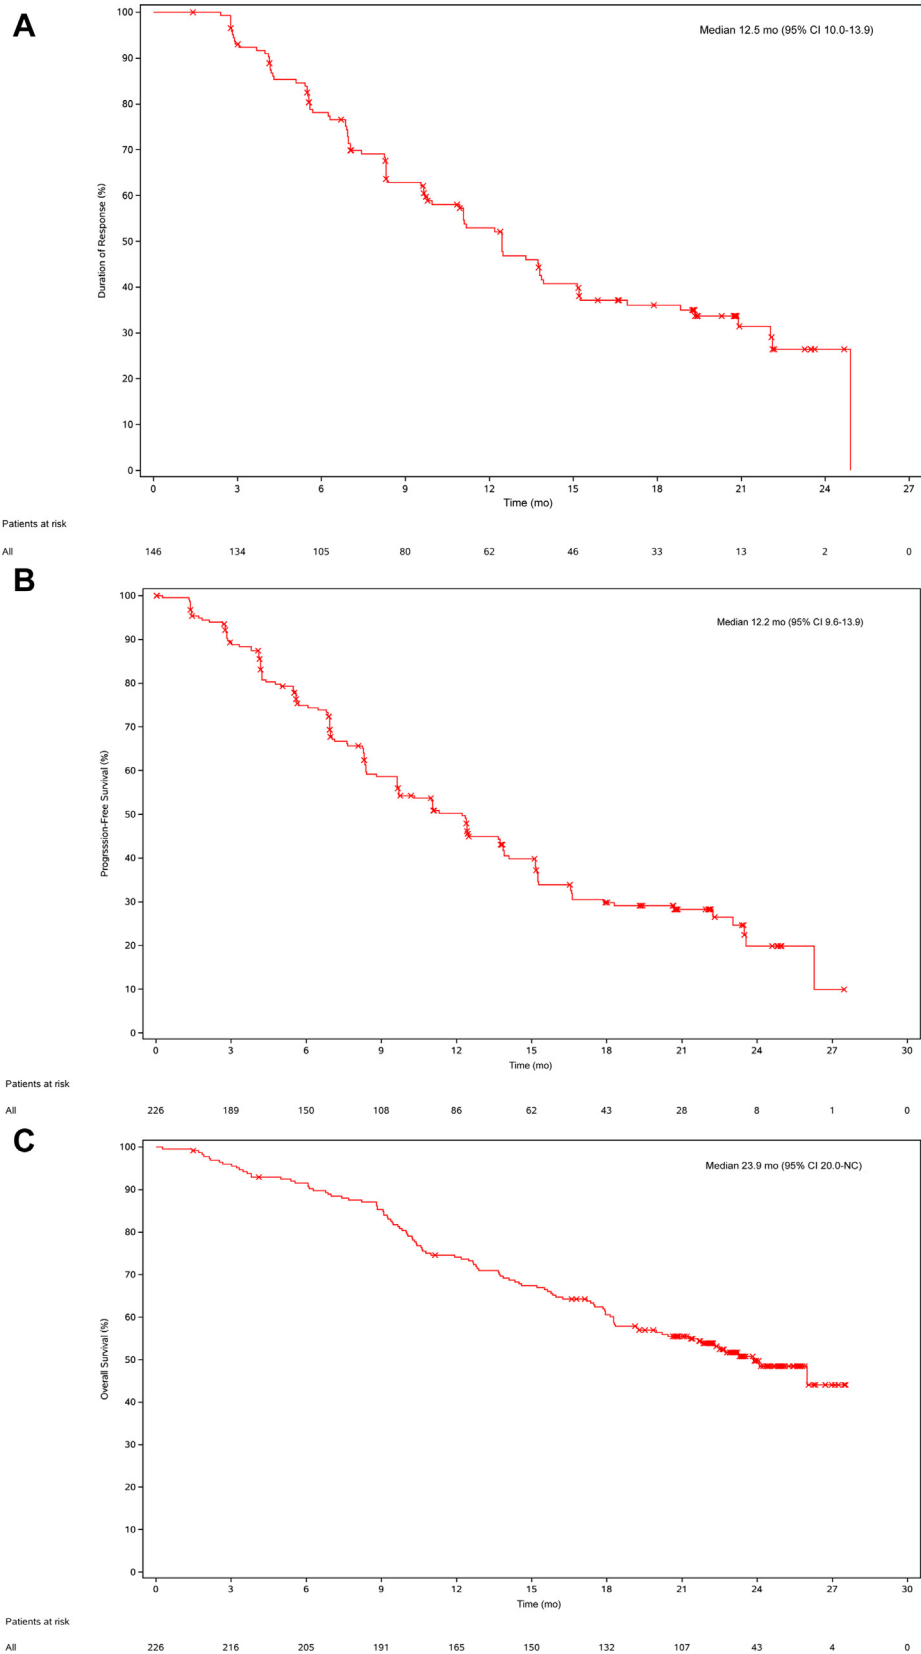 A
Median 12.5 mo (95% CI 10.0-13.9)
100
90
80
70
60
50
40
30
20
10
0
Duration of Response (%)
0 3 6 9 12 15 18 21 24 27
Time (mo)
Patients at risk
All 146 134 105 80 62 46 33 13 2 0
B
Median 12.2 mo (95% CI 9.6-13.9)
100
90
80
70
60
50
40
30
20
10
0
Progrsssion-Free Survival (%)
0 3 6 9 12 15 18 21 24 27 30
Time (mo)
Patients at risk
All 226 189 150 108 86 62 43 28 8 1 0
C
Median 23.9 mo (95% CI 20.0-NC)
100
90
80
70
60
50
40
30
20
10
0
Overall Survival (%)
0 3 6 9 12 15 18 21 24 27 30
Time (mo)
Patients at risk
All 226 216 205 191 165 150 132 107 43 4 0